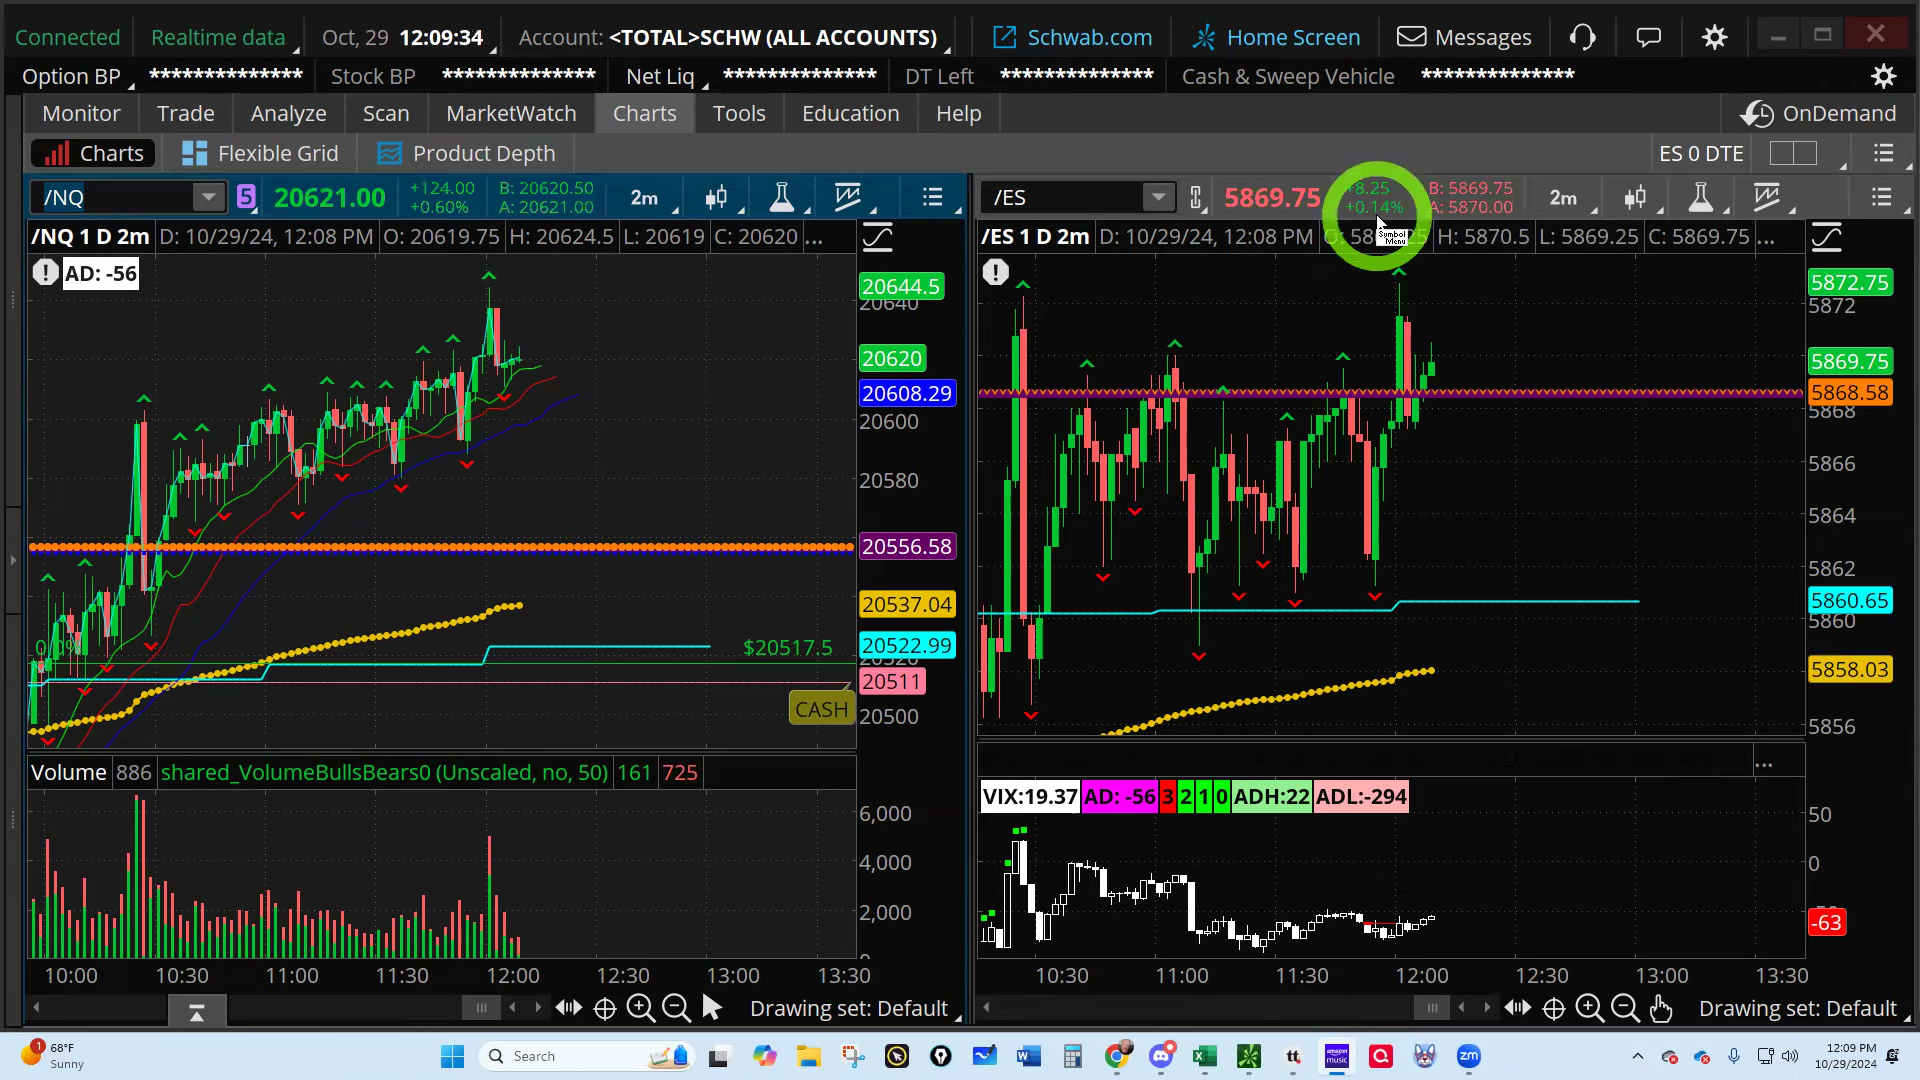 Connected Realtime data Oct, 29 12:09:34 Account: <TOTAL>SCHW (ALL ACCOUNTS) Schwab.com Home Screen Messages
Option BP ************** Stock BP ************** Net Liq ************** DT Left ************** Cash & Sweep Vehicle **************
Monitor Trade Analyze Scan MarketWatch Charts Tools Education Help OnDemand
Charts Flexible Grid Product Depth ES 0 DTE
/NQ 5 20621.00 +124.00 B: 20620.50 2m
+0.60% A: 20621.00
/ES 5869.75 +8.25 B: 5869.75 2m
+0.14% A: 5870.00
Symbol
Menu
/NQ 1 D 2m D: 10/29/24, 12:08 PM O: 20619.75 H: 20624.5 L: 20619 C: 20620 ...
/ES 1 D 2m D: 10/29/24, 12:08 PM H: 5870.5 L: 5869.25 C: 5869.75 ...
AD: -56
20644.5
20640
20620
20608.29
20600
20580
20556.58
20537.04
$20517.5
20522.99
20520
20511
CASH
20500
5872.75
5872
5869.75
5868.58
5868
5866
5864
5862
5860.65
5860
5858.03
5856
Volume 886 shared_VolumeBullsBears0 (Unscaled, no, 50) 161 725
6,000
4,000
2,000
0
...
VIX:19.37 AD: -56 3 2 1 0 ADH:22 ADL:-294
50
0
-63
10:00 10:30 11:00 11:30 12:00 12:30 13:00 13:30
10:30 11:00 11:30 12:00 12:30 13:00 13:30
Drawing set: Default
Drawing set: Default
1 68°F
Sunny
Search
tt
amazon
music
zm
12:09 PM
10/29/2024